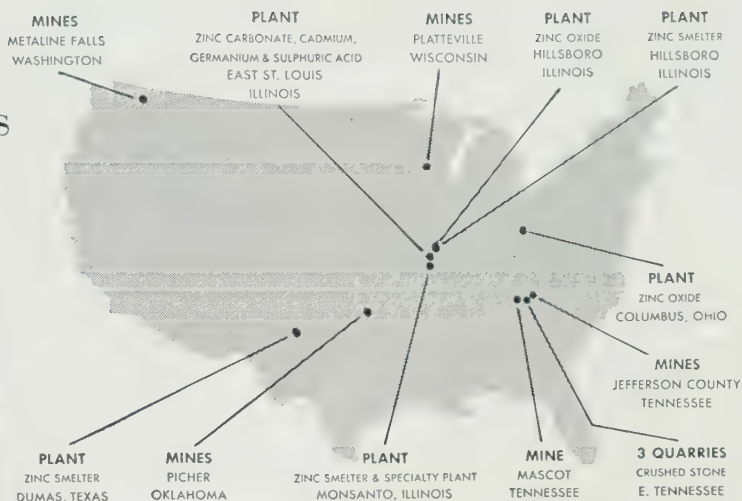 MINES
METALINE FALLS
WASHINGTON
PLANT
ZINC CARBONATE, CADMIUM,
GERMANIUM & SULPHURIC ACID
EAST ST. LOUIS
ILLINOIS
MINES
PLATTEVILLE
WISCONSIN
PLANT
ZINC OXIDE
HILLSBORO
ILLINOIS
PLANT
ZINC SMELTER
HILLSBORO
ILLINOIS
S
PLANT
ZINC OXIDE
COLUMBUS, OHIO
MINES
JEFFERSON COUNTY
TENNESSEE
PLANT
ZINC SMELTER
DUMAS, TEXAS
MINES
PICHER
OKLAHOMA
PLANT
ZINC SMELTER & SPECIALTY PLANT
MONSANTO, ILLINOIS
MINE
MASCOT
TENNESSEE
3 QUARRIES
CRUSHED STONE
E. TENNESSEE